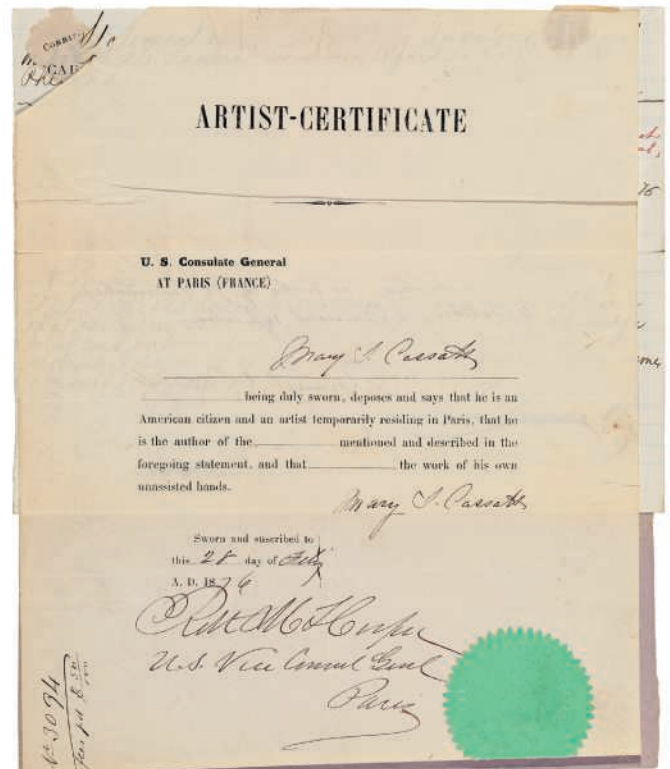 ARTIST-CERTIFICATE
U. S. Consulate General
AT PARIS (FRANCE)
Mary S. Cassatt
being duly sworn, deposes and says that he is an
American citizen and an artist temporarily residing in Paris, that he
is the author of the mentioned and described in the
foregoing statement, and that the work of his own
unassisted hands.
Mary S. Cassatt
Sworn and suscribed to
this 28 day of
A. D. 1876
U.S. Vice Consul Genl
Paris
No 3094